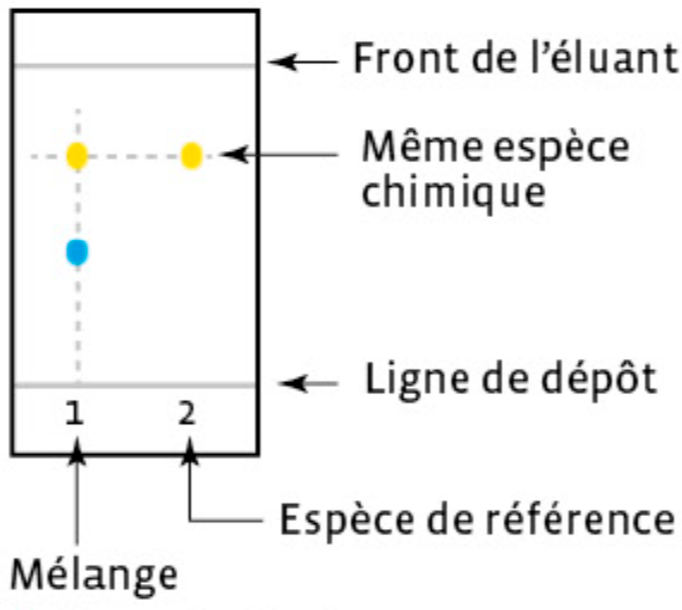 Front de l'éluant
Même espèce
chimique
Ligne de dépôt
1 2
Espèce de référence
Mélange